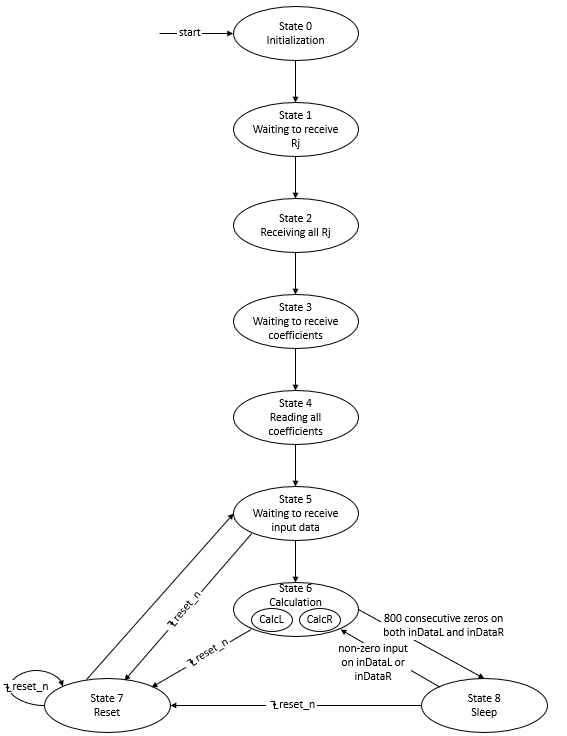 start
State 0
Initialization
State 1
Waiting to receive
Rj
State 2
Receiving all Rj
State 3
Waiting to receive
coefficients
State 4
Reading all
coefficients
State 5
Waiting to receive
input data
State 6
Calculation
CalcL
CalcR
800 consecutive zeros on
both inDataL and inDataR
non-zero input
on inDataL or
inDataR
reset_n
reset_n
reset_n
State 7
Reset
reset_n
State 8
Sleep